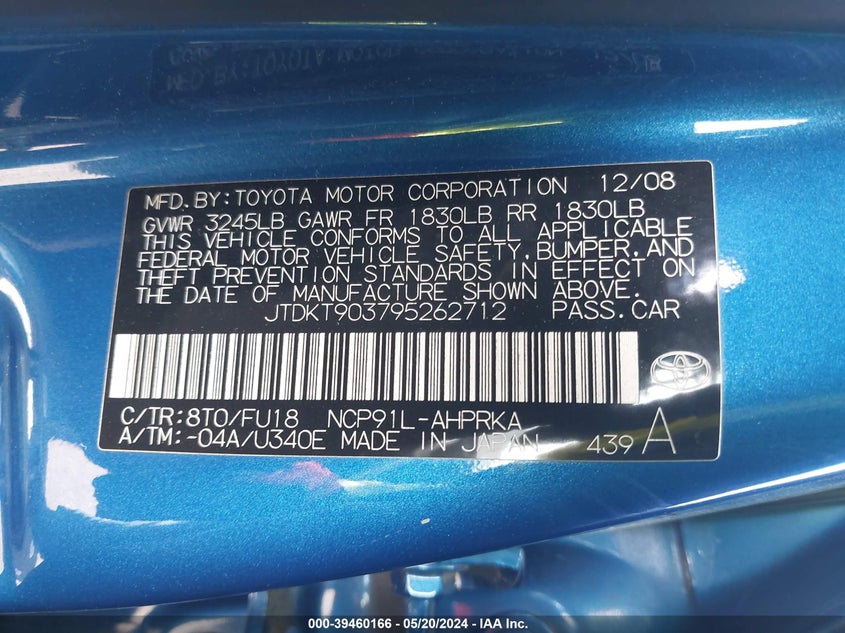 MFD.BY:TOYOTA MOTOR CORPORATION 12/08
GVWR 3245LB GAWR FR 1830LB RR 1830LB
THIS VEHICLE CONFORMS TO ALL APPLICABLE
FEDERAL MOTOR VEHICLE SAFETY,BUMPER,AND
THEFT PREVENTION STANDARDS IN EFFECT ON
THE DATE OF MANUFACTURE SHOWN ABOVE.
JTDKT903795262712 PASS.CAR
C/TR:8T0/FU18 NCP91L-AHPRKA
A/TM:-04A/U340E MADE IN JAPAN 439 A
000-39460166 - 05/20/2024 - IAA Inc.